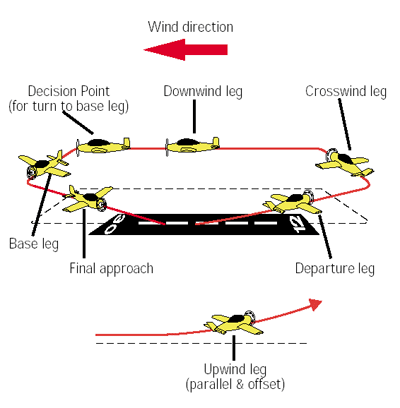 Wind direction
Decision Point
(for turn to base leg)
Downwind leg
Crosswind leg
Base leg
Final approach
Departure leg
Upwind leg
(parallel & offset)